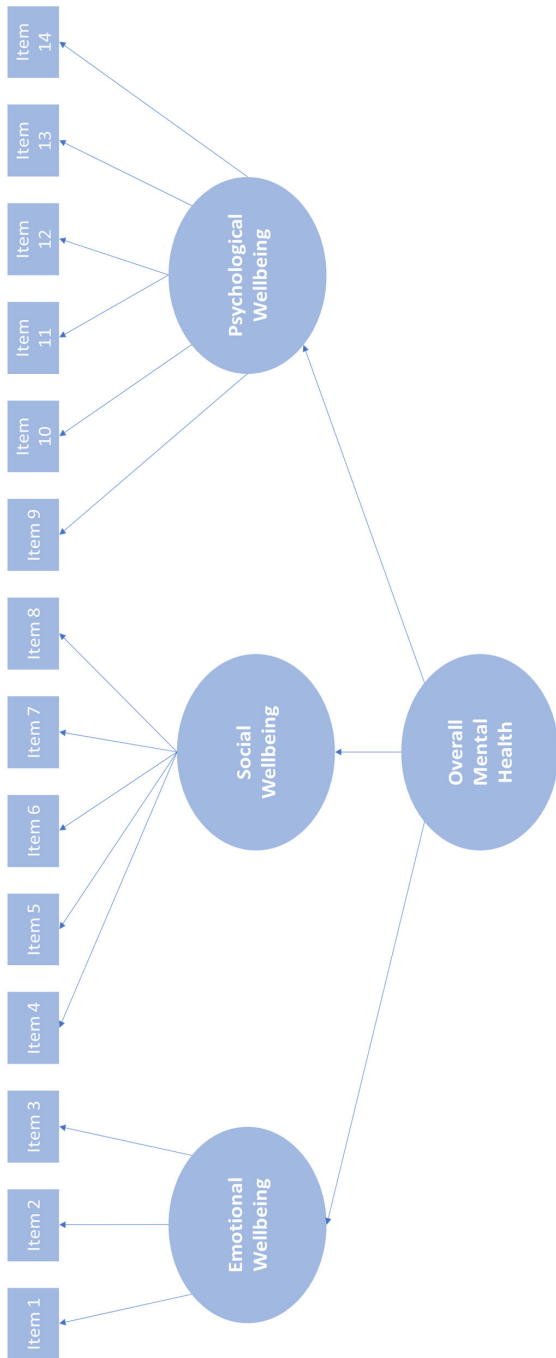 Item 1
Item 2
Item 3
Item 4
Item 5
Item 6
Item 7
Item 8
Item 9
Item
10
Item
11
Item
12
Item
13
Item
14
Emotional
Wellbeing
Social
Wellbeing
Psychological
Wellbeing
Overall
Mental
Health